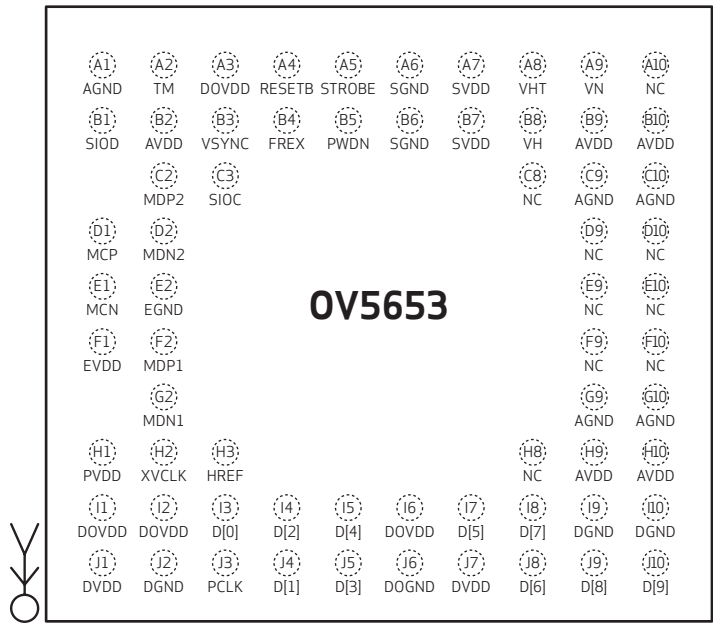 A1 A2 A3 A4 A5 A6 A7 A8 A9 A10
AGND TM DOVDD RESETB STROBE SGND SVDD VHT VN NC
B1 B2 B3 B4 B5 B6 B7 B8 B9 B10
SIOD AVDD VSYNC FREX PWDN SGND SVDD VH AVDD AVDD
C2 C3 C8 C9 C10
MDP2 SIOC NC AGND AGND
D1 D2 D9 D10
MCP MDN2 NC NC
E1 E2 E9 E10
MCN EGND NC NC
OV5653
F1 F2 F9 F10
EVDD MDP1 NC NC
G2 G9 G10
MDN1 AGND AGND
H1 H2 H3 H8 H9 H10
PVDD XVCLK HREF NC AVDD AVDD
I1 I2 I3 I4 I5 I6 I7 I8 I9 I10
DOVDD DOVDD D[0] D[2] D[4] DOVDD D[5] D[7] DGND DGND
J1 J2 J3 J4 J5 J6 J7 J8 J9 J10
DVDD DGND PCLK D[1] D[3] DOGND DVDD D[6] D[8] D[9]